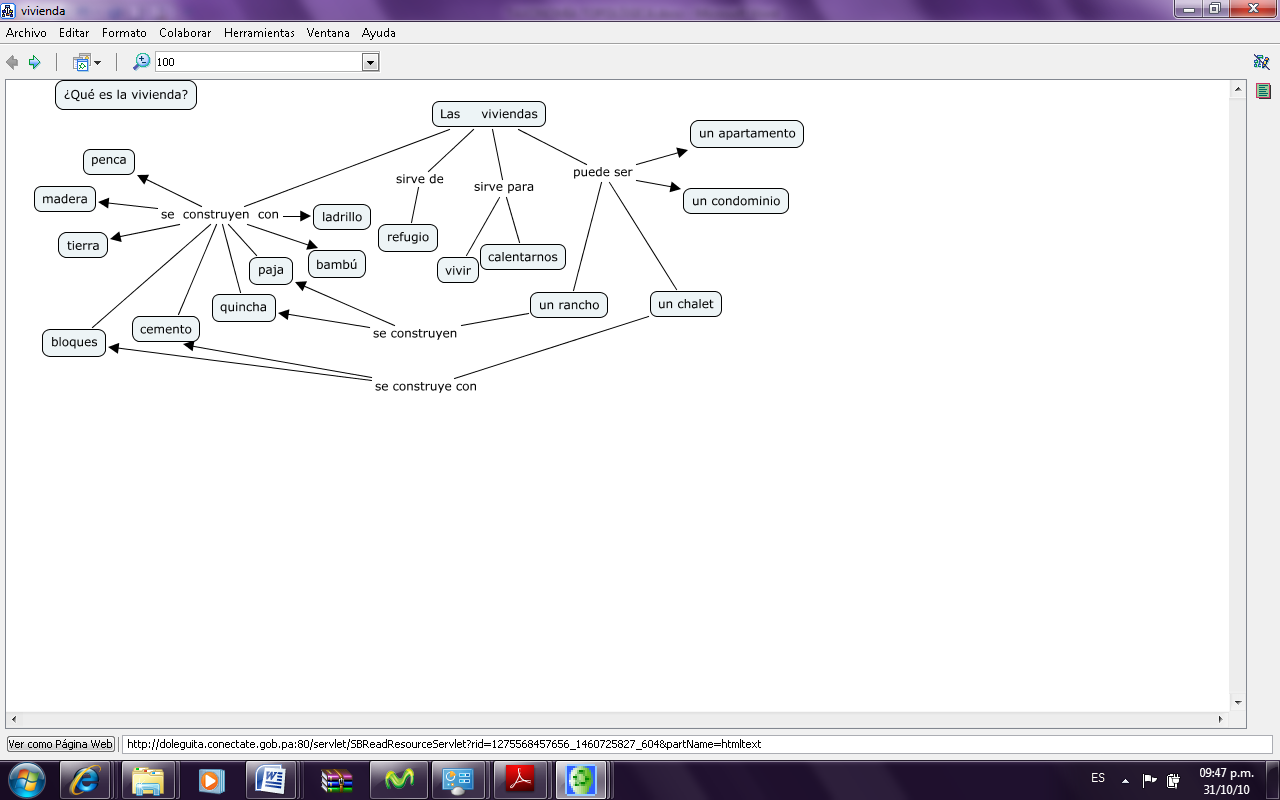 vivienda
Archivo Editar Formato Colaborar Herramientas Ventana Ayuda
100
¿Qué es la vivienda?
Las viviendas
un apartamento
penca
puede ser
sirve de
sirve para
madera
un condominio
se construyen con
ladrillo
refugio
tierra
calentarnos
bambú
paja
vivir
quincha
un rancho
un chalet
cemento
se construyen
bloques
se construye con
Ver como Página Web
http://doleguita.conectate.gob.pa:80/servlet/SBReadResourceServlet?rid=1275568457656_1460725827_604&partName=htmltext
ES
09:47 p.m.
31/10/10